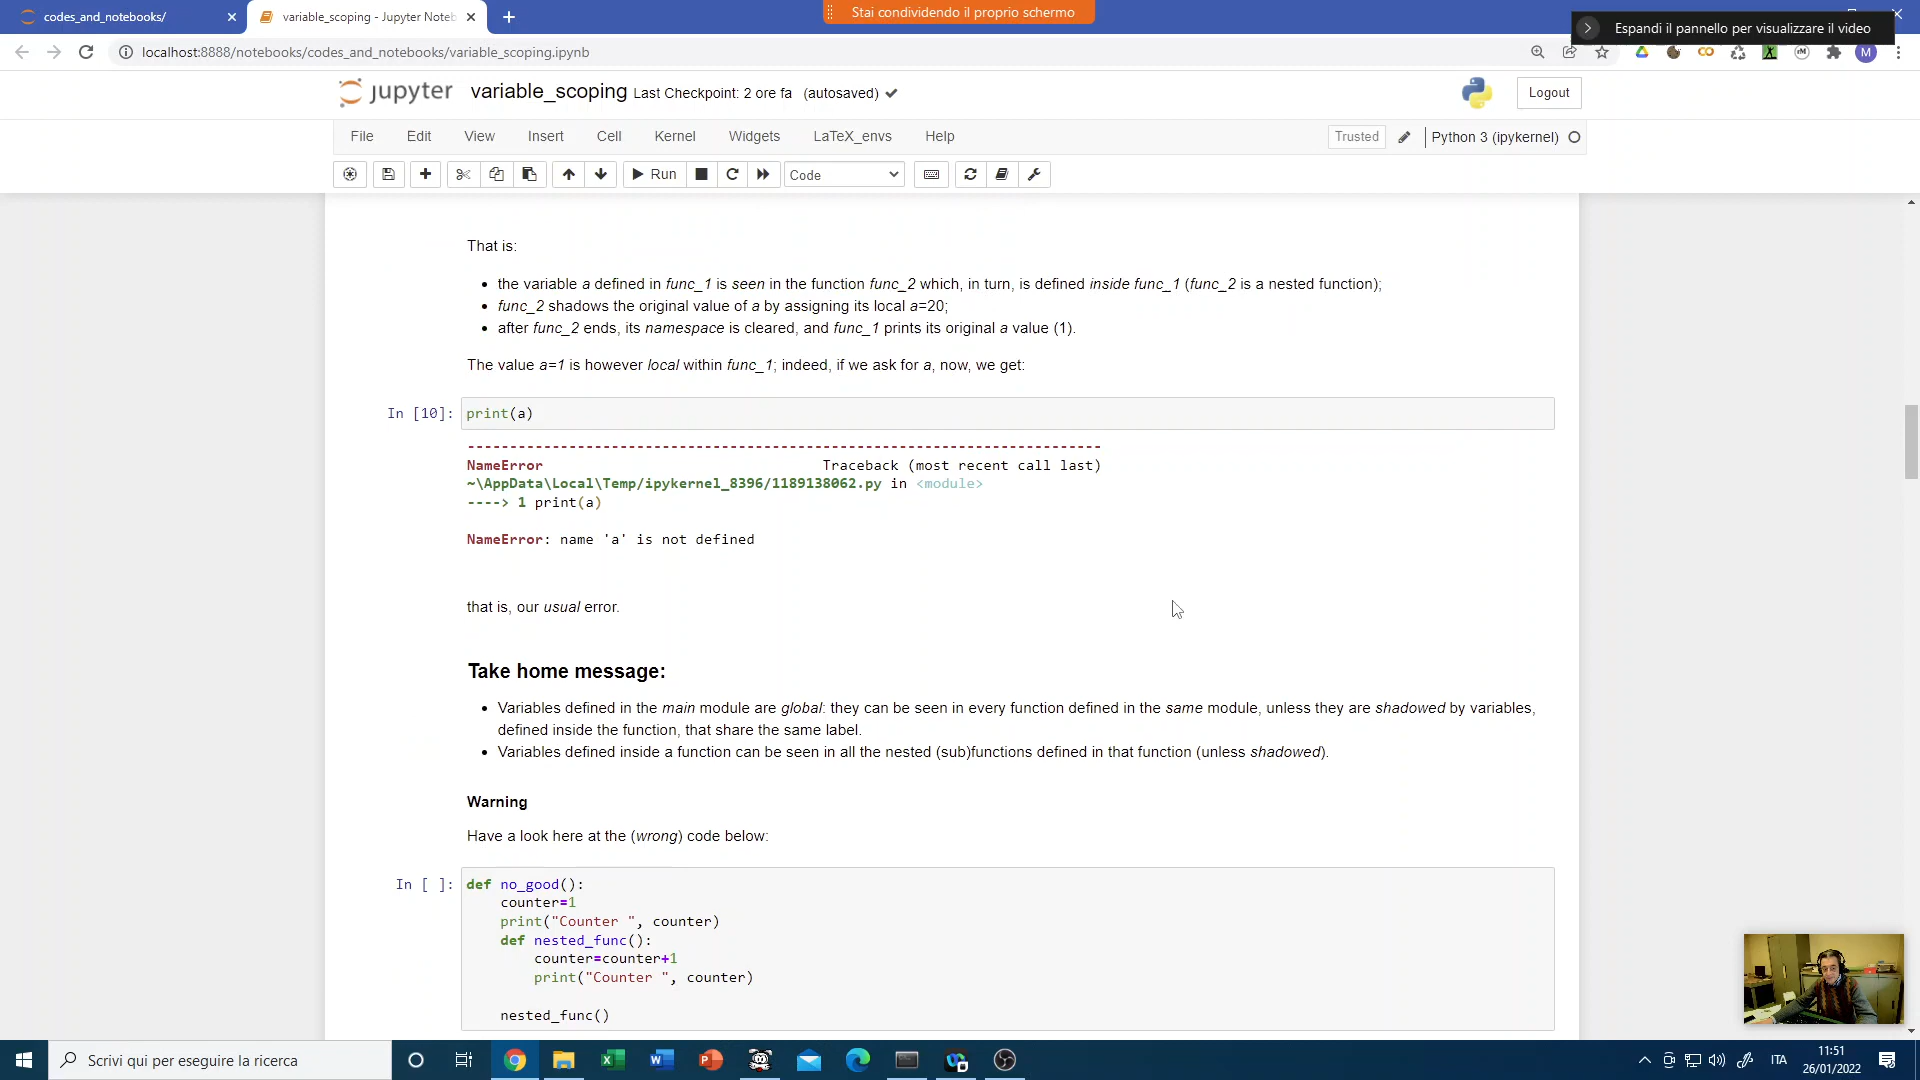 codes_and_notebooks/
variable_scoping - Jupyter Noteb
Stai condividendo il proprio schermo
Espandi il pannello per visualizzare il video
localhost:8888/notebooks/codes_and_notebooks/variable_scoping.ipynb
M
jupyter variable_scoping Last Checkpoint: 2 ore fa (autosaved)
Logout
File Edit View Insert Cell Kernel Widgets LaTeX_envs Help
Trusted Python 3 (ipykernel)
Run Code
That is:
• the variable a defined in func_1 is seen in the function func_2 which, in turn, is defined inside func_1 (func_2 is a nested function);
• func_2 shadows the original value of a by assigning its local a=20;
• after func_2 ends, its namespace is cleared, and func_1 prints its original a value (1).
The value a=1 is however local within func_1; indeed, if we ask for a, now, we get:
In [10]: print(a)
---------------------------------------------------------------------------
NameError Traceback (most recent call last)
~\AppData\Local\Temp/ipykernel_8396/1189138062.py in <module>
----> 1 print(a)
NameError: name 'a' is not defined
that is, our usual error.
Take home message:
• Variables defined in the main module are global: they can be seen in every function defined in the same module, unless they are shadowed by variables,
defined inside the function, that share the same label.
• Variables defined inside a function can be seen in all the nested (sub)functions defined in that function (unless shadowed).
Warning
Have a look here at the (wrong) code below:
In [ ]: def no_good():
counter=1
print("Counter ", counter)
def nested_func():
counter=counter+1
print("Counter ", counter)
nested_func()
Scrivi qui per eseguire la ricerca
ITA
11:51
26/01/2022